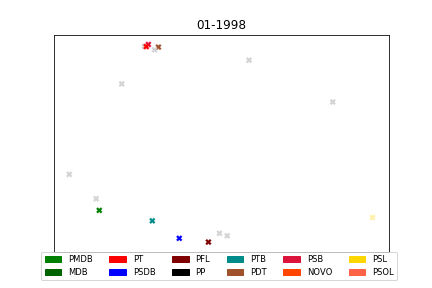 01-1998
PMDB PT PFL PTB PSB PSL
MDB PSDB PP PDT NOVO PSOL